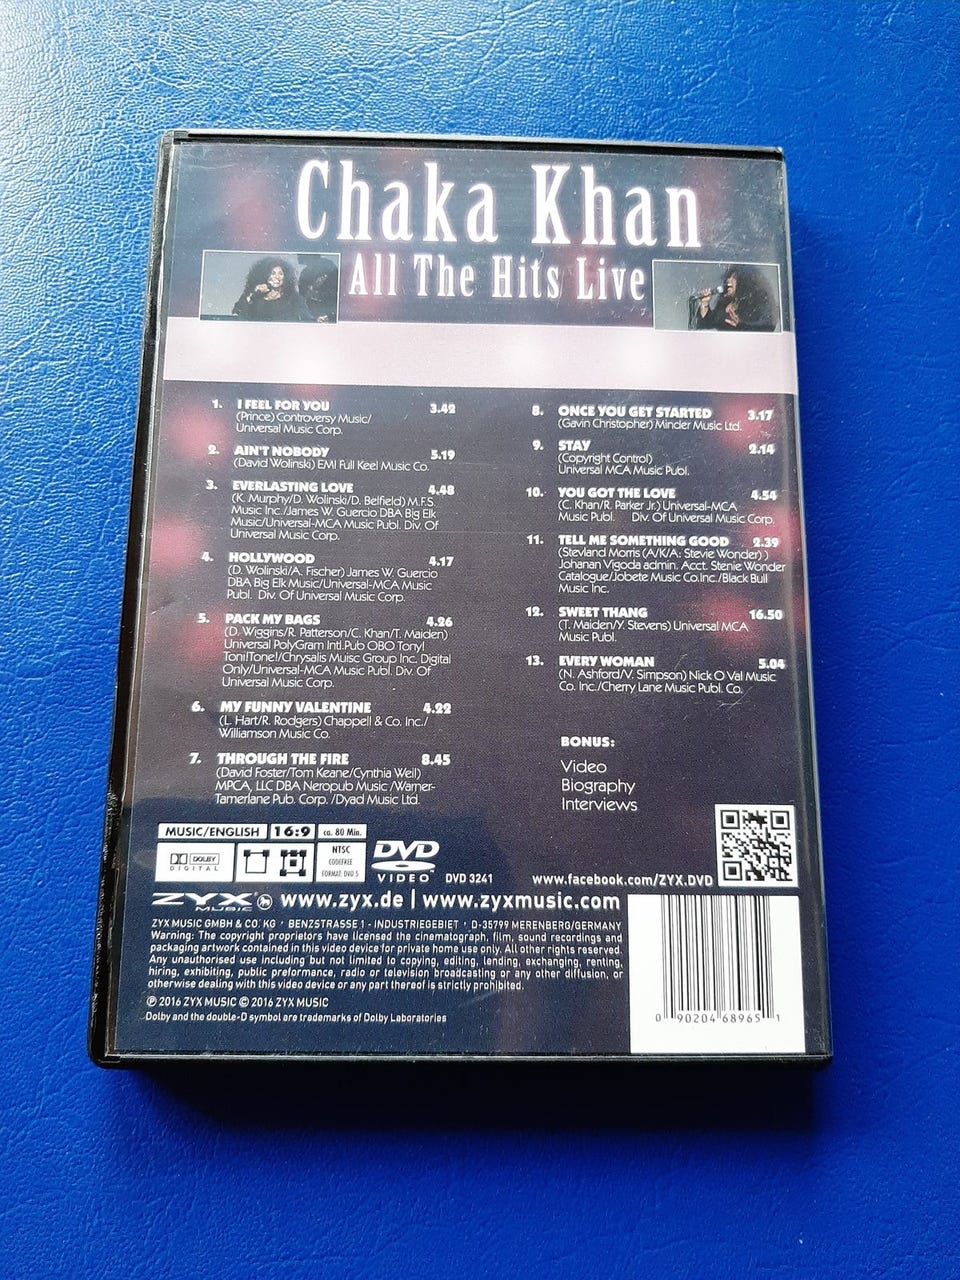 Chaka Khan
All The Hits Live
1. I FEEL FOR YOU 3.42
(Prince) Controversy Music/
Universal Music Corp.
2. AIN'T NOBODY 5.19
(David Wolinski) EMI Full Keel Music Co.
3. EVERLASTING LOVE 4.48
(K. Murphy/D. Wolinski/D. Belfield) M.F.S.
Music Inc./James W. Guercio DBA Big Elk
Music/Universal-MCA Music Publ. Div. Of
Universal Music Corp.
4. HOLLYWOOD 4.17
(D. Wolinski/A. Fischer) James W. Guercio
DBA Big Elk Music/Universal-MCA Music
Publ. Div. Of Universal Music Corp.
5. PACK MY BAGS 4.26
(D. Wiggins/R. Patterson/C. Khan/T. Maiden)
Universal PolyGram Intl.Pub OBO Tony!
Toni!Tone!/Chrysalis Muisc Group Inc. Digital
Only/Universal-MCA Music Publ. Div. Of
Universal Music Corp.
6. MY FUNNY VALENTINE 4.22
(L. Hart/R. Rodgers) Chappell & Co. Inc./
Williamson Music Co.
7. THROUGH THE FIRE 8.45
(David Foster/Tom Keane/Cynthia Weil)
MPCA, LLC DBA Neropub Music /Warner-
Tamerlane Pub. Corp. /Dyad Music Ltd.
8. ONCE YOU GET STARTED 3.17
(Gavin Christopher) Minder Music Ltd.
9. STAY 2.14
(Copyright Control)
Universal MCA Music Publ.
10. YOU GOT THE LOVE 4.54
(C. Khan/R. Parker Jr.) Universal-MCA
Music Publ. Div. Of Universal Music Corp.
11. TELL ME SOMETHING GOOD 2.39
(Stevland Morris (A/K/A: Stevie Wonder) )
Johanan Vigoda admin. Acct. Stenie Wonder
Catalogue/Jobete Music Co.Inc./Black Bull
Music Inc.
12. SWEET THANG 16.50
(T. Maiden/Y. Stevens) Universal MCA
Music Publ.
13. EVERY WOMAN 5.04
(N. Ashford/V. Simpson) Nick O Val Music
Co. Inc./Cherry Lane Music Publ. Co.
BONUS:
Video
Biography
Interviews
MUSIC/ENGLISH 16:9 ca. 80 Min.
DOLBY
DIGITAL
NTSC
CODEFREE
FORMAT: DVD 5
DVD
VIDEO™
DVD 3241
www.facebook.com/ZYX.DVD
ZYX MUSIC ® www.zyx.de | www.zyxmusic.com
ZYX MUSIC GMBH & CO. KG ' BENZSTRASSE 1 - INDUSTRIEGEBIET ' D-35799 MERENBERG/GERMANY
Warning: The copyright proprietors have licensed the cinematograph, film, sound recordings and
packaging artwork contained in this video device for private home use only. All other rights reserved.
Any unauthorised use including but not limited to copying, editing, lending, exchanging, renting,
hiring, exhibiting, public preformance, radio or television broadcasting or any other diffusion, or
otherwise dealing with this video device or any part thereof is strictly prohibited.
℗ 2016 ZYX MUSIC © 2016 ZYX MUSIC
Dolby and the double-D symbol are trademarks of Dolby Laboratories
0 90204 68965 1